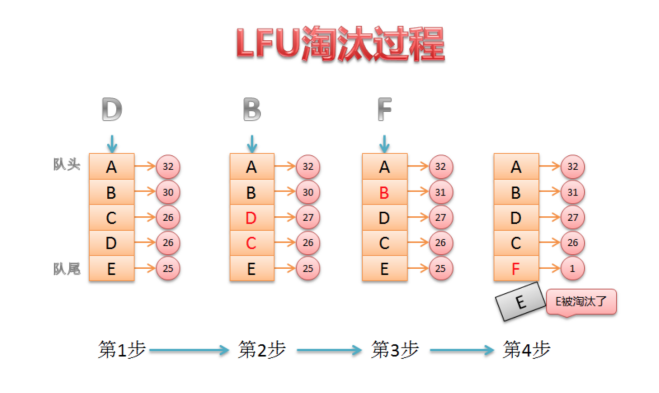 LFU淘汰过程
D B F
队头 A 32 A 32 A 32 A 32
B 30 B 30 B 31 B 31
C 26 D 27 D 27 D 27
D 26 C 26 C 26 C 26
队尾 E 25 E 25 E 25 F 1
E E被淘汰了
第1步 第2步 第3步 第4步